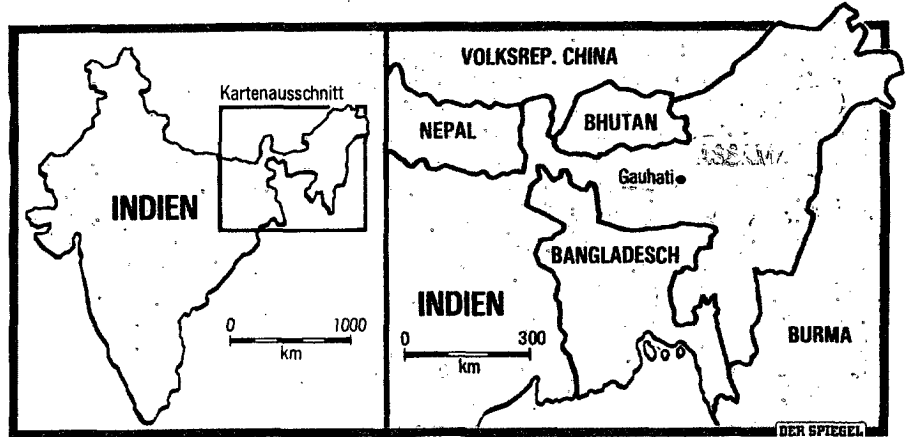 Kartenausschnitt
INDIEN
0 1000
km
VOLKSREP. CHINA
NEPAL
BHUTAN
Gauhati
BANGLADESCH
INDIEN
0 300
km
BURMA
DER SPIEGEL